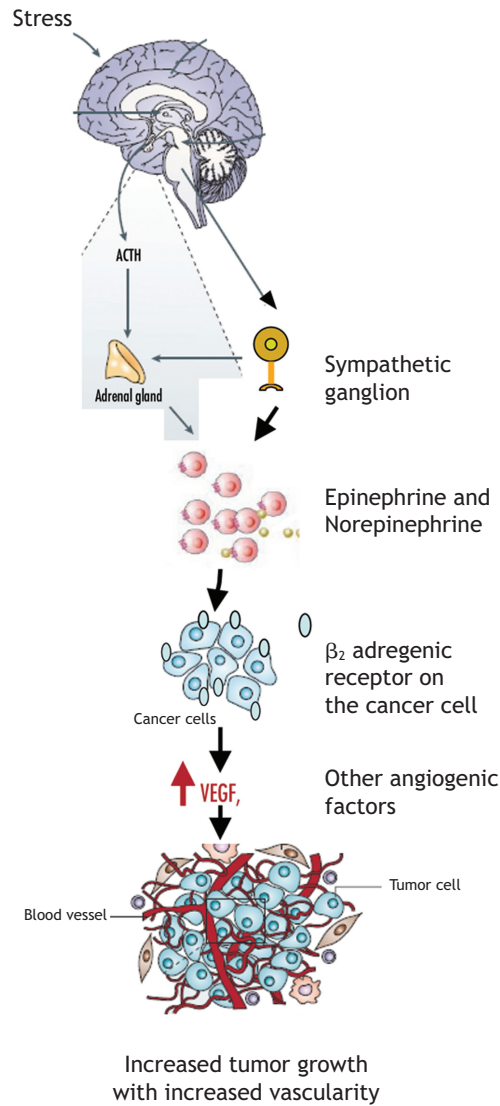 Stress
ACTH
Adrenal gland
Sympathetic
ganglion
Epinephrine and
Norepinephrine
β₂ adregenic
receptor on
the cancer cell
Cancer cells
VEGF,
Other angiogenic
factors
Tumor cell
Blood vessel
Increased tumor growth
with increased vascularity